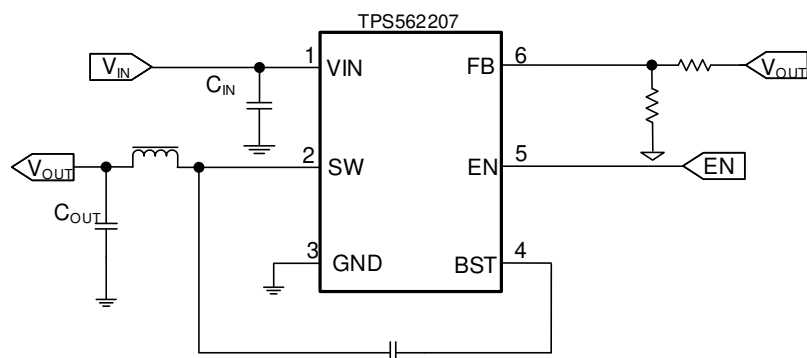 TPS562207
V_IN
C_IN
1
VIN
FB
6
V_OUT
V_OUT
C_OUT
2
SW
EN
5
EN
3
GND
BST
4